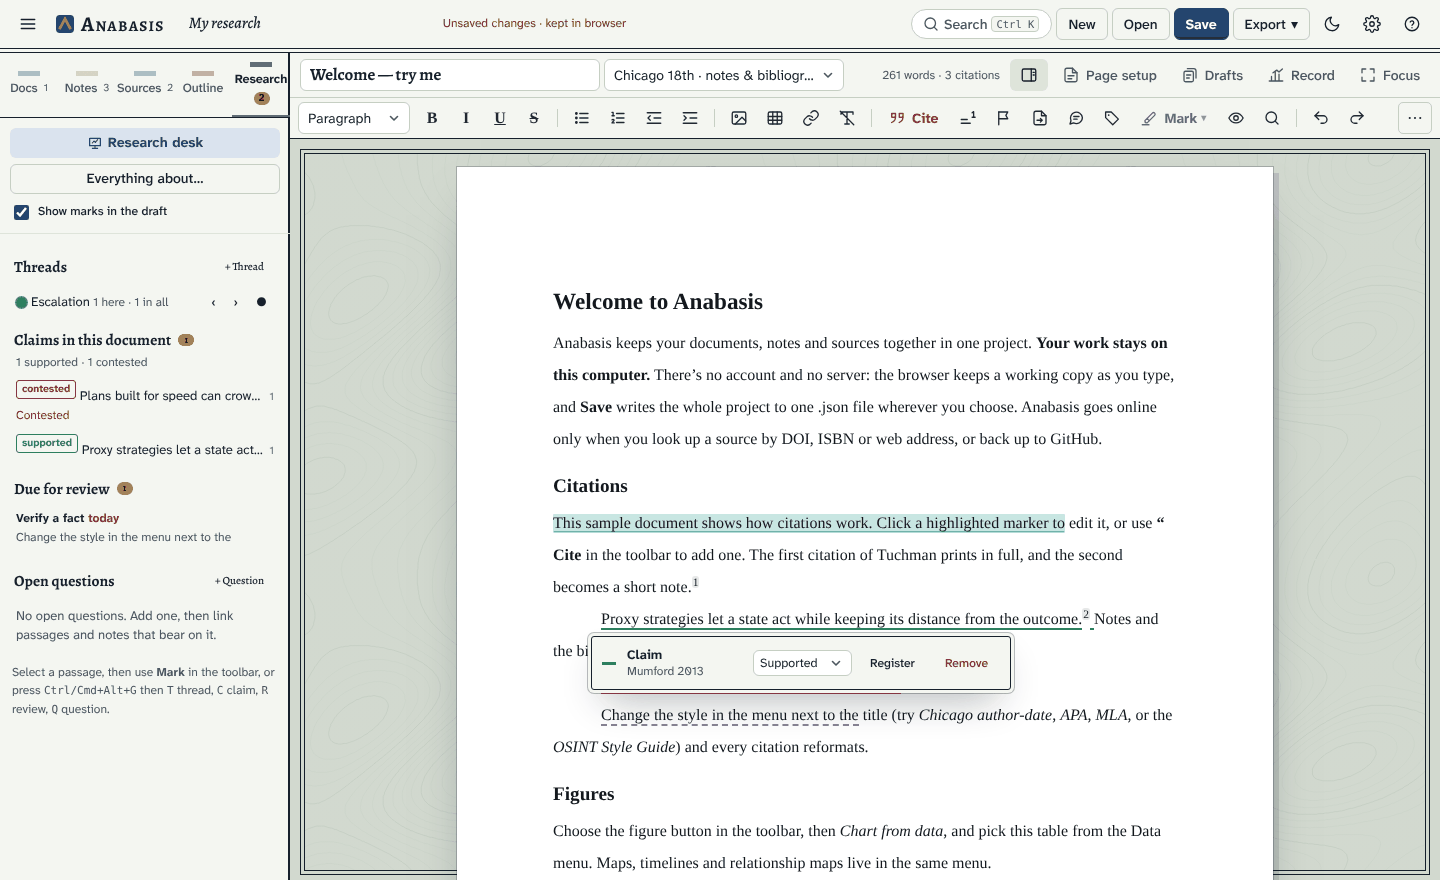 Anabasis
My research
Unsaved changes · kept in browser
Search Ctrl K
New
Open
Save
Export ▾
Docs 1
Notes 3
Sources 2
Outline
Research 2
Welcome — try me
Chicago 18th · notes & bibliogr...
261 words · 3 citations
Page setup
Drafts
Record
Focus
Paragraph
B I U S
Cite
Mark ▾
Research desk
Everything about…
Show marks in the draft
Threads
+ Thread
Escalation 1 here · 1 in all
Claims in this document 1
1 supported · 1 contested
contested Plans built for speed can crow... 1
Contested
supported Proxy strategies let a state act... 1
Due for review 1
Verify a fact today
Change the style in the menu next to the
Open questions
+ Question
No open questions. Add one, then link
passages and notes that bear on it.
Select a passage, then use Mark in the toolbar, or
press Ctrl/Cmd+Alt+G then T thread, C claim, R
review, Q question.
Welcome to Anabasis
Anabasis keeps your documents, notes and sources together in one project. Your work stays on
this computer. There’s no account and no server: the browser keeps a working copy as you type,
and Save writes the whole project to one .json file wherever you choose. Anabasis goes online
only when you look up a source by DOI, ISBN or web address, or back up to GitHub.
Citations
This sample document shows how citations work. Click a highlighted marker to edit it, or use “
Cite in the toolbar to add one. The first citation of Tuchman prints in full, and the second
becomes a short note.1
Proxy strategies let a state act while keeping its distance from the outcome.2 Notes and
the bi
Claim
Mumford 2013
Supported
Register
Remove
Change the style in the menu next to the title (try Chicago author-date, APA, MLA, or the
OSINT Style Guide) and every citation reformats.
Figures
Choose the figure button in the toolbar, then Chart from data, and pick this table from the Data
menu. Maps, timelines and relationship maps live in the same menu.